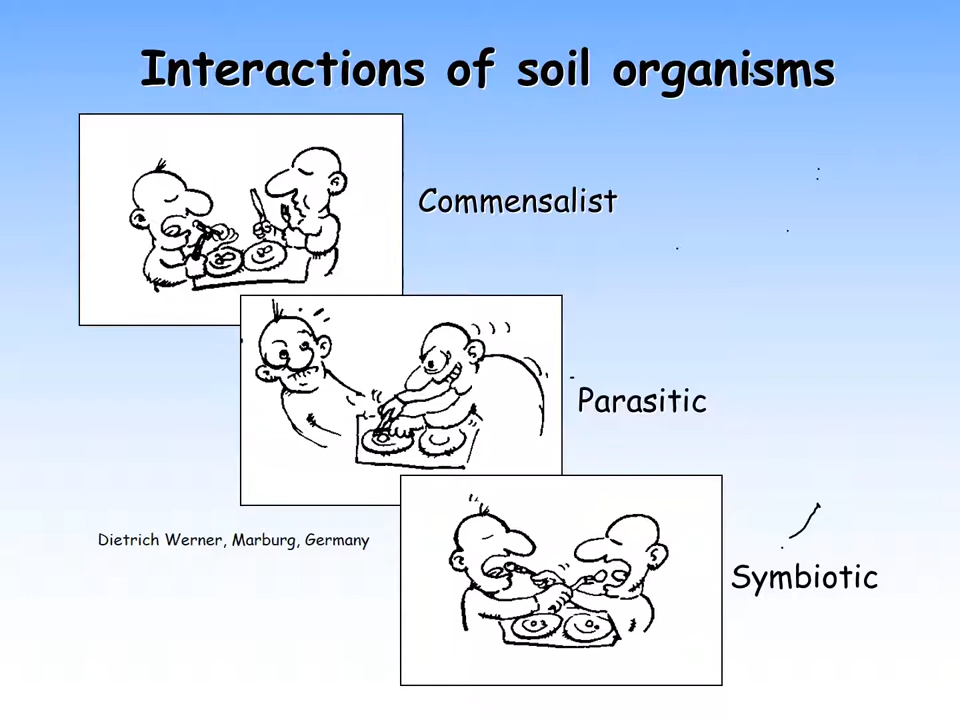 Interactions of soil organisms
Commensalist
Parasitic
Dietrich Werner, Marburg, Germany
Symbiotic